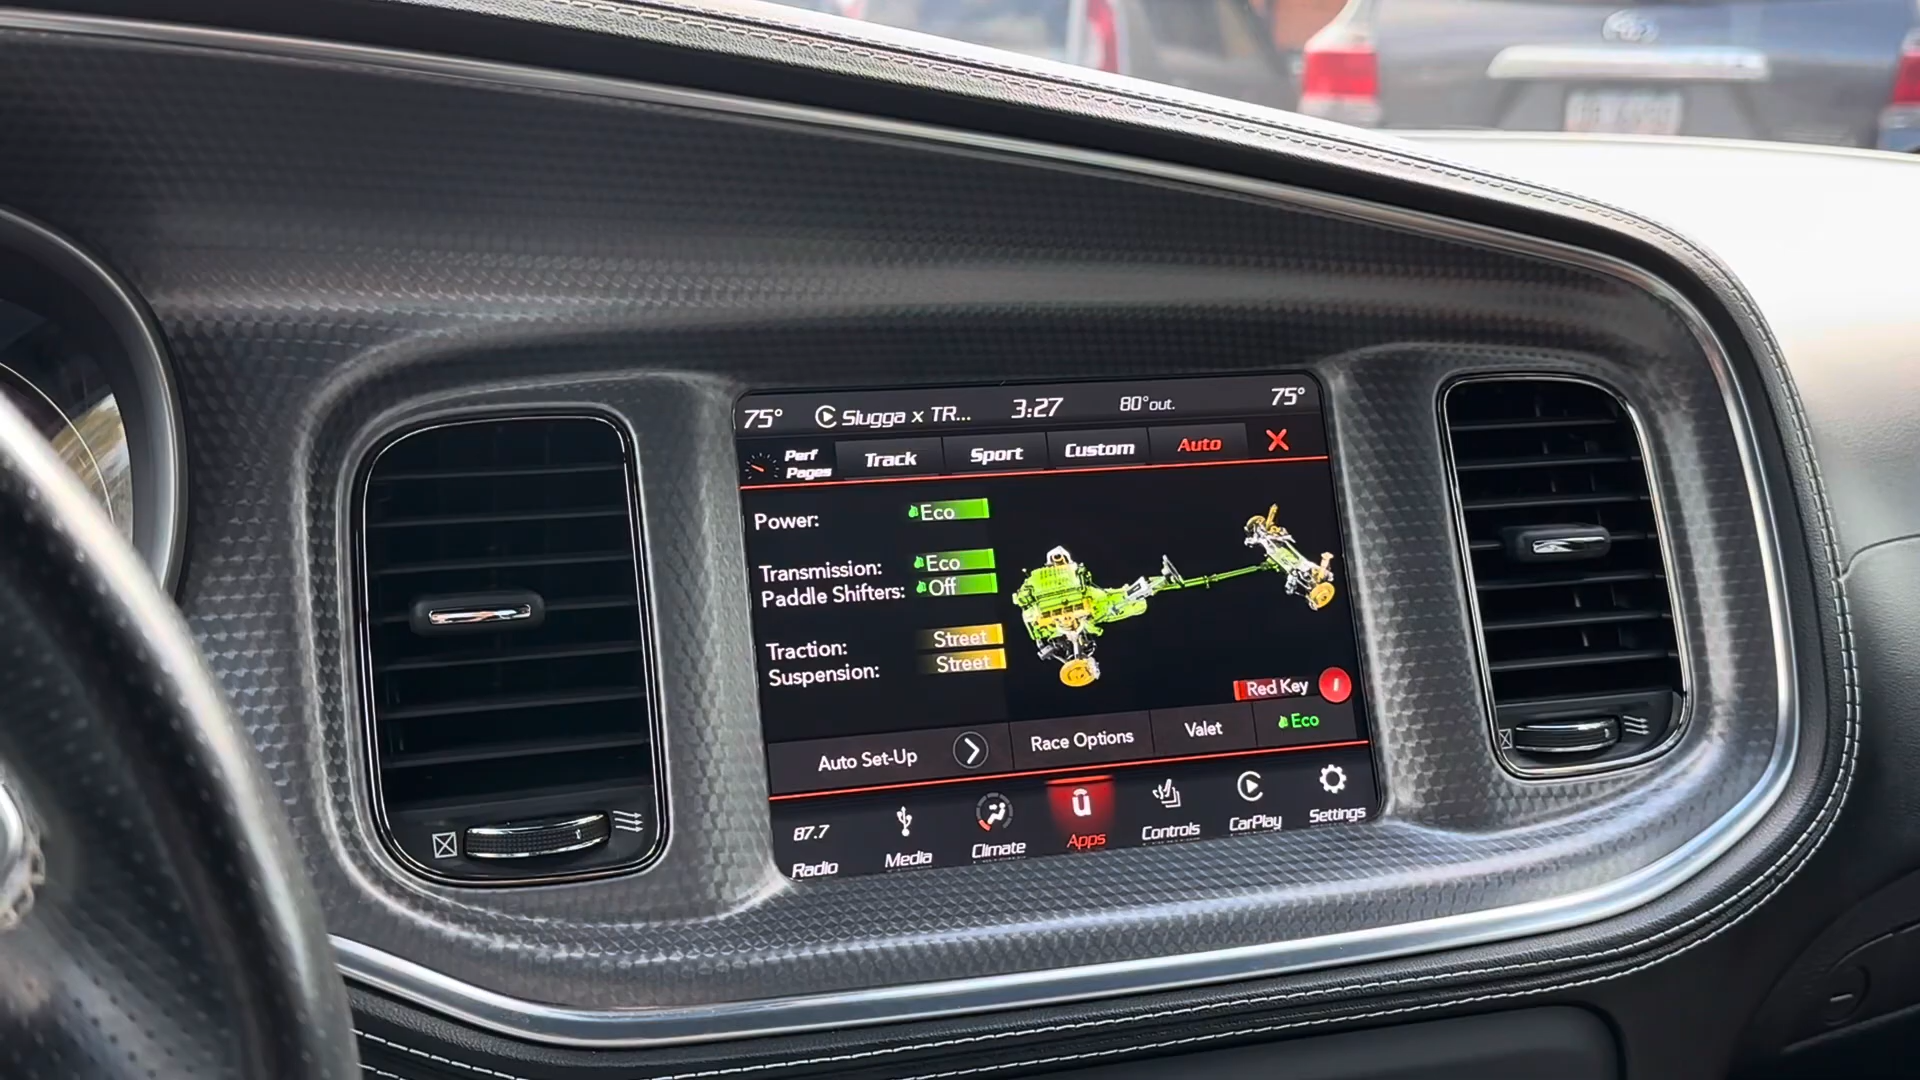 75° Slugga x TR... 3:27 80°out. 75°
Perf
Pages
Track Sport Custom Auto
Power: Eco
Transmission: Eco
Paddle Shifters: Off
Traction: Street
Suspension: Street
Red Key
Auto Set-Up Race Options Valet Eco
87.7
Radio Media Climate Apps Controls CarPlay Settings